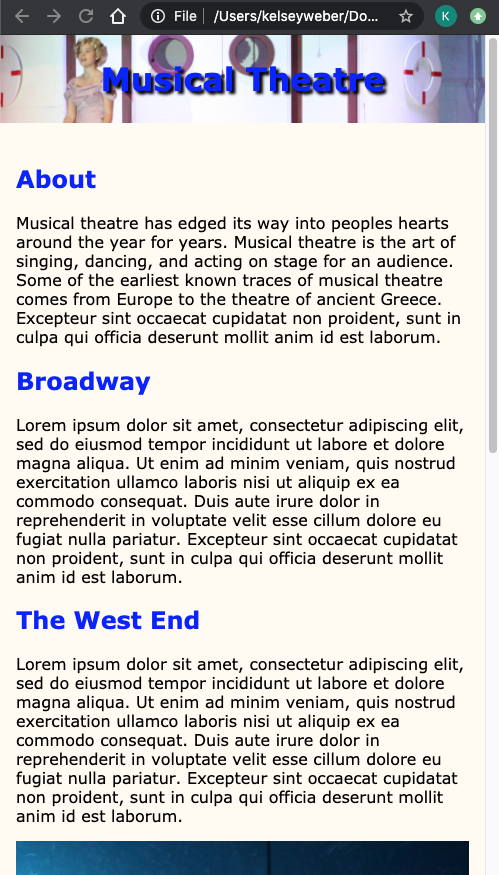 File | /Users/kelseyweber/Do... K
Musical Theatre
About
Musical theatre has edged its way into peoples hearts
around the year for years. Musical theatre is the art of
singing, dancing, and acting on stage for an audience.
Some of the earliest known traces of musical theatre
comes from Europe to the theatre of ancient Greece.
Excepteur sint occaecat cupidatat non proident, sunt in
culpa qui officia deserunt mollit anim id est laborum.
Broadway
Lorem ipsum dolor sit amet, consectetur adipiscing elit,
sed do eiusmod tempor incididunt ut labore et dolore
magna aliqua. Ut enim ad minim veniam, quis nostrud
exercitation ullamco laboris nisi ut aliquip ex ea
commodo consequat. Duis aute irure dolor in
reprehenderit in voluptate velit esse cillum dolore eu
fugiat nulla pariatur. Excepteur sint occaecat cupidatat
non proident, sunt in culpa qui officia deserunt mollit
anim id est laborum.
The West End
Lorem ipsum dolor sit amet, consectetur adipiscing elit,
sed do eiusmod tempor incididunt ut labore et dolore
magna aliqua. Ut enim ad minim veniam, quis nostrud
exercitation ullamco laboris nisi ut aliquip ex ea
commodo consequat. Duis aute irure dolor in
reprehenderit in voluptate velit esse cillum dolore eu
fugiat nulla pariatur. Excepteur sint occaecat cupidatat
non proident, sunt in culpa qui officia deserunt mollit
anim id est laborum.